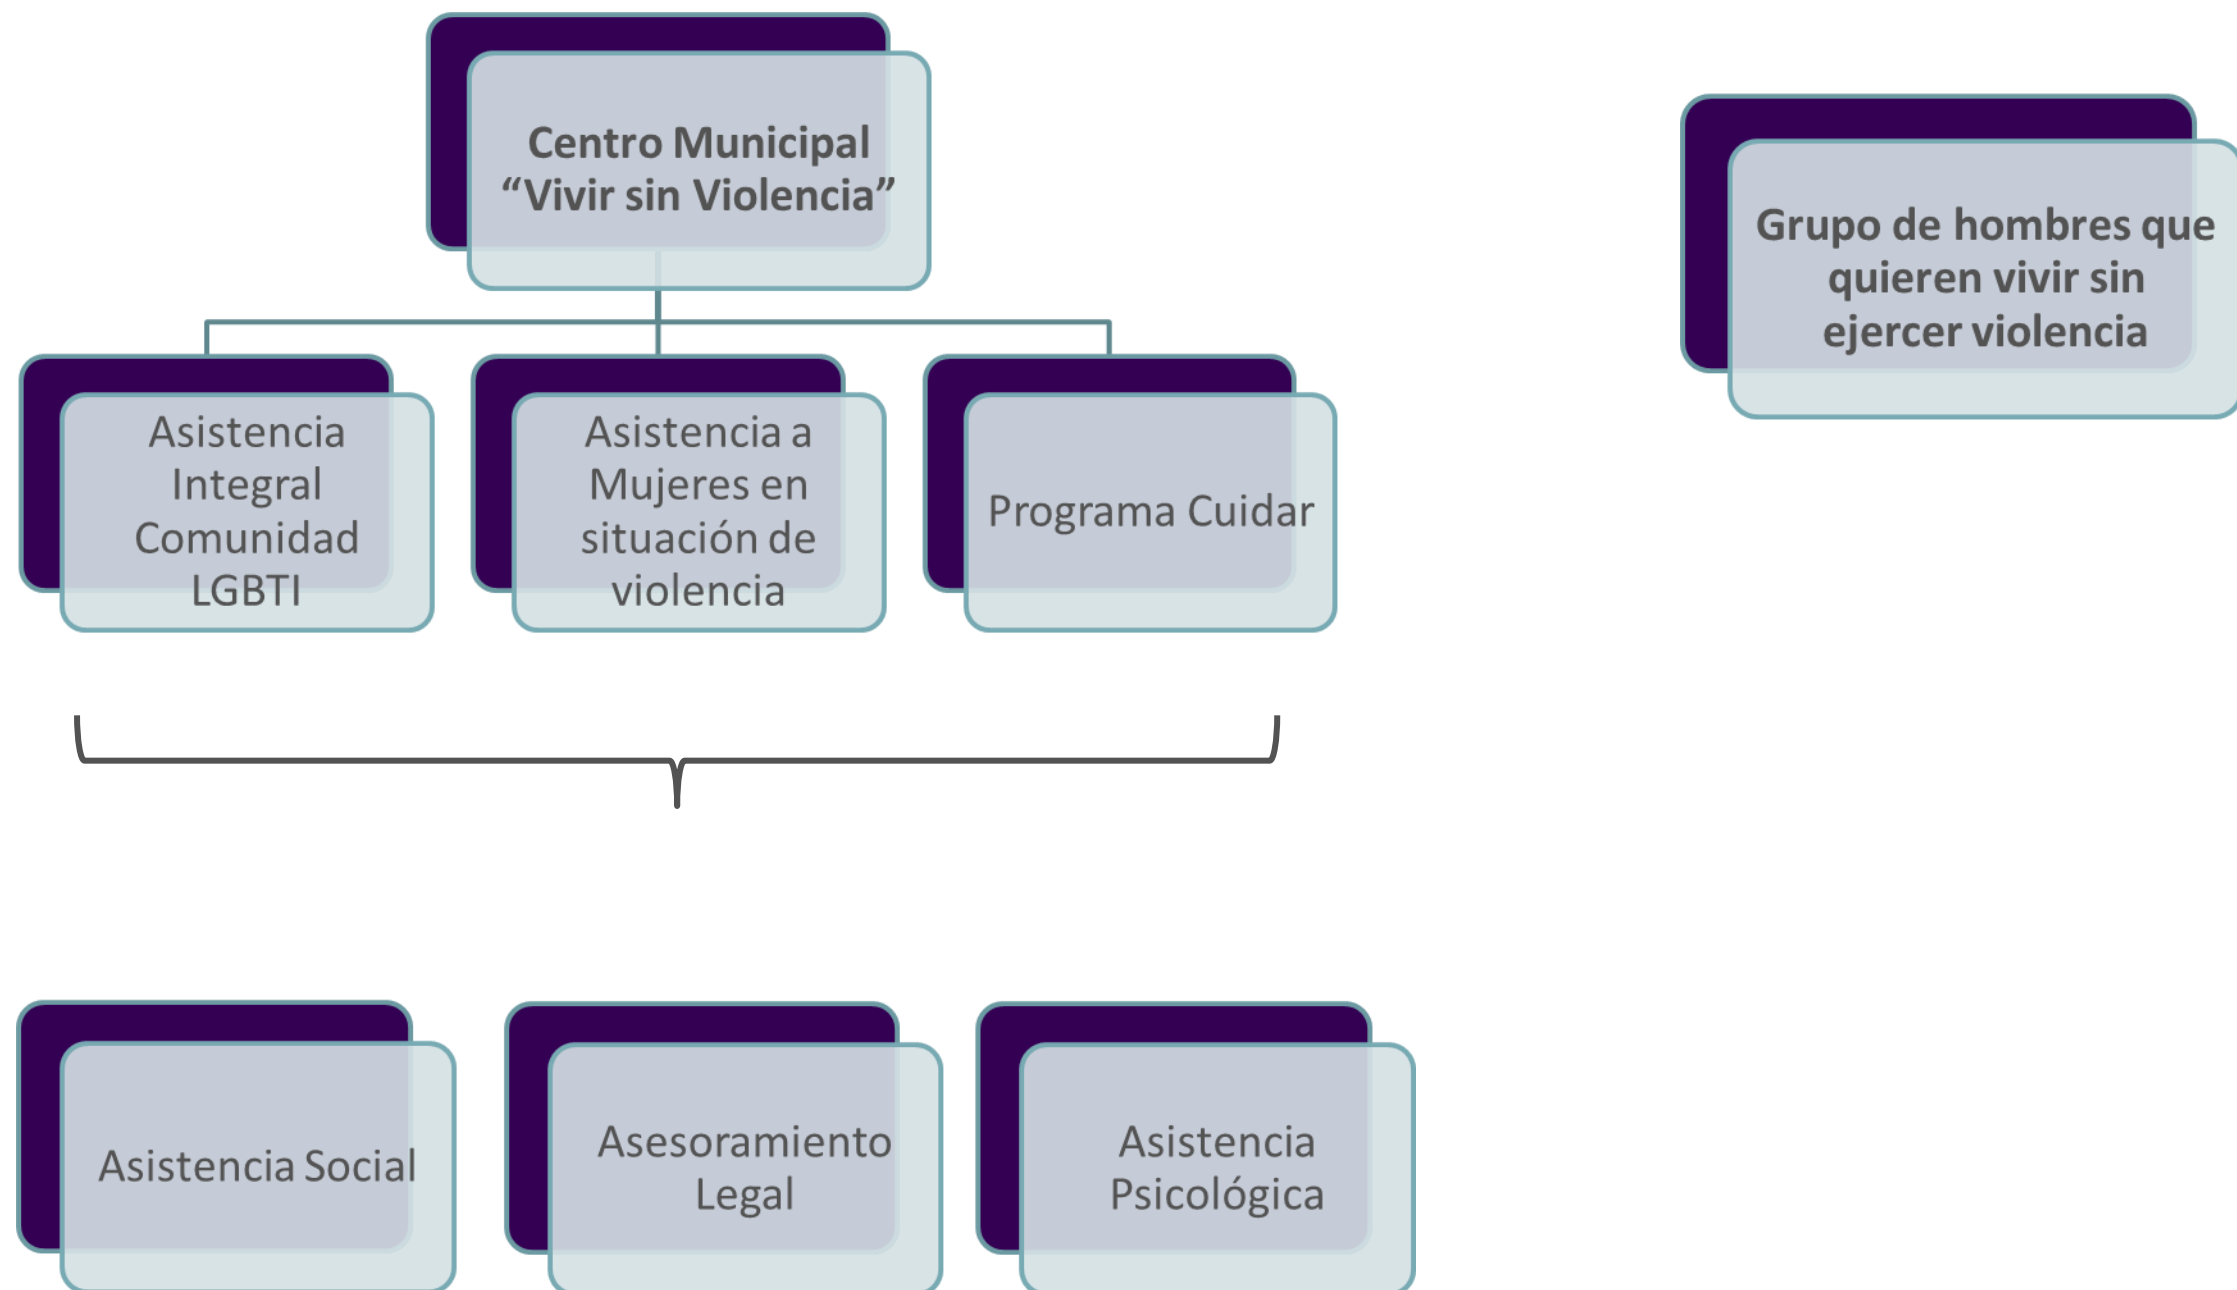 Centro Municipal
“Vivir sin Violencia”
Grupo de hombres que
quieren vivir sin
ejercer violencia
Asistencia
Integral
Comunidad
LGBTI
Asistencia a
Mujeres en
situación de
violencia
Programa Cuidar
Asistencia Social
Asesoramiento
Legal
Asistencia
Psicológica